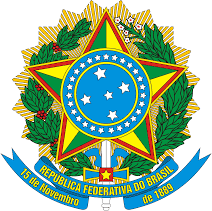 REPÚBLICA FEDERATIVA DO BRASIL
15 de Novembro de 1889